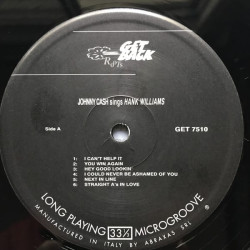 GET BACK
JOHNNY CASH sings HANK WILLIAMS
Side A
GET 7510
1: I CAN'T HELP IT
2: YOU WIN AGAIN
3: HEY GOOD LOOKIN'
4: I COULD NEVER BE ASHAMED OF YOU
5: NEXT IN LINE
6: STRAIGHT A's IN LOVE
LONG PLAYING 33⅓ MICROGROOVE
MANUFACTURED IN ITALY BY ABRAXAS SRL